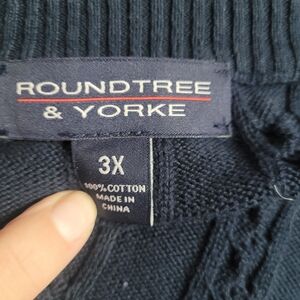 ROUNDTREE
& YORKE
3X
100% COTTON
MADE IN
CHINA